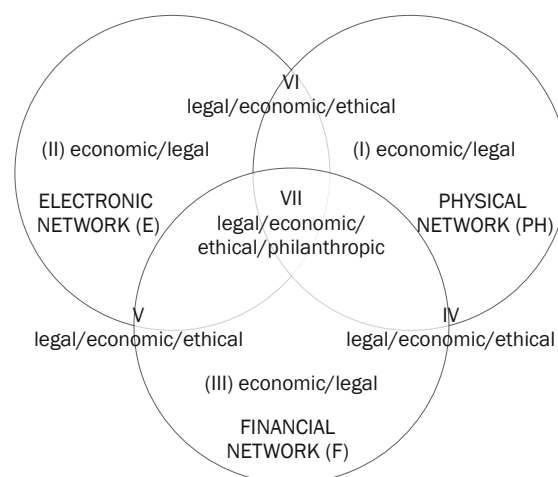 VI
legal/economic/ethical
(II) economic/legal
(I) economic/legal
ELECTRONIC
NETWORK (E)
VII
legal/economic/
ethical/philanthropic
PHYSICAL
NETWORK (PH)
V
legal/economic/ethical
IV
legal/economic/ethical
(III) economic/legal
FINANCIAL
NETWORK (F)